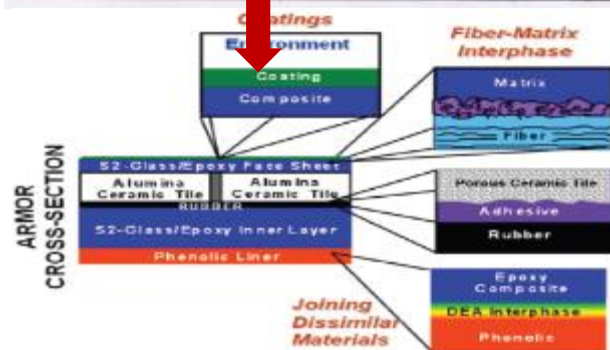 Coatings
Environment
Coating
Composite
Fiber-Matrix
Interphase
Matrix
Fiber
ARMOR
CROSS-SECTION
S2-Glass/Epoxy Face Sheet
Alumina
Ceramic Tile
Alumina
Ceramic Tile
RUBBER
S2-Glass/Epoxy Inner Layer
Phenolic Liner
Porous Ceramic Tile
Adhesive
Rubber
Joining
Dissimilar
Materials
Epoxy
Composite
DEA Interphase
Phenolic